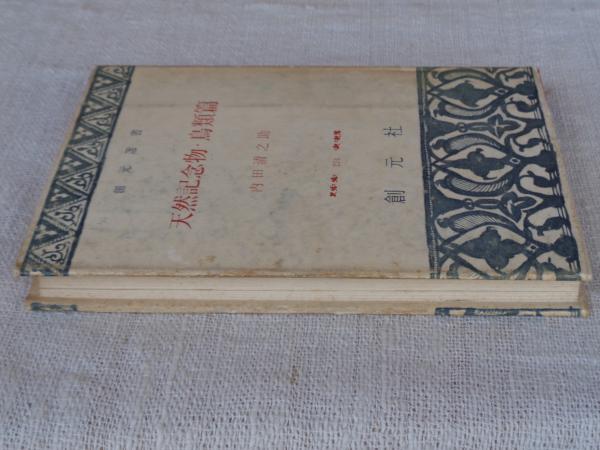 創元選書
天然記念物・鳥類篇
内田清之助
創元社